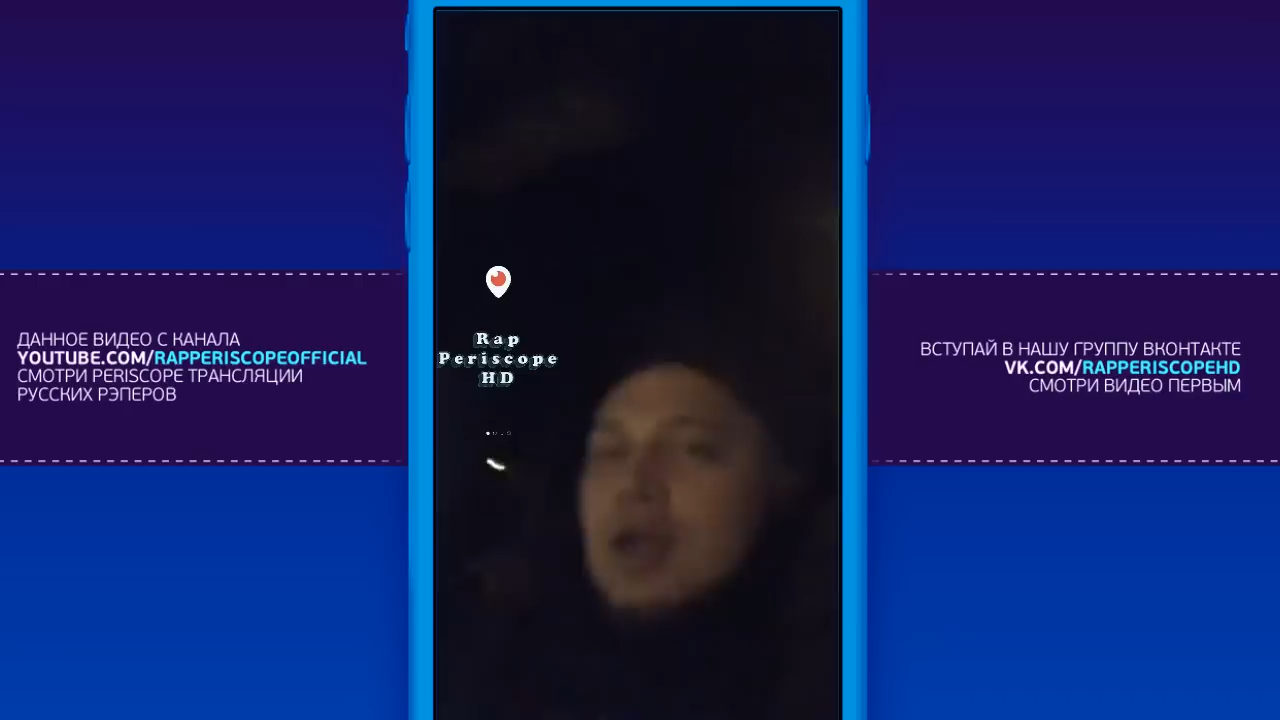 ДАННОЕ ВИДЕО С КАНАЛА
YOUTUBE.COM/RAPPERISCOPEOFFICIAL
СМОТРИ PERISCOPE ТРАНСЛЯЦИИ
РУССКИХ РЭПЕРОВ
Rap
Periscope
HD
ВСТУПАЙ В НАШУ ГРУППУ ВКОНТАКТЕ
VK.COM/RAPPERISCOPEHD
СМОТРИ ВИДЕО ПЕРВЫМ